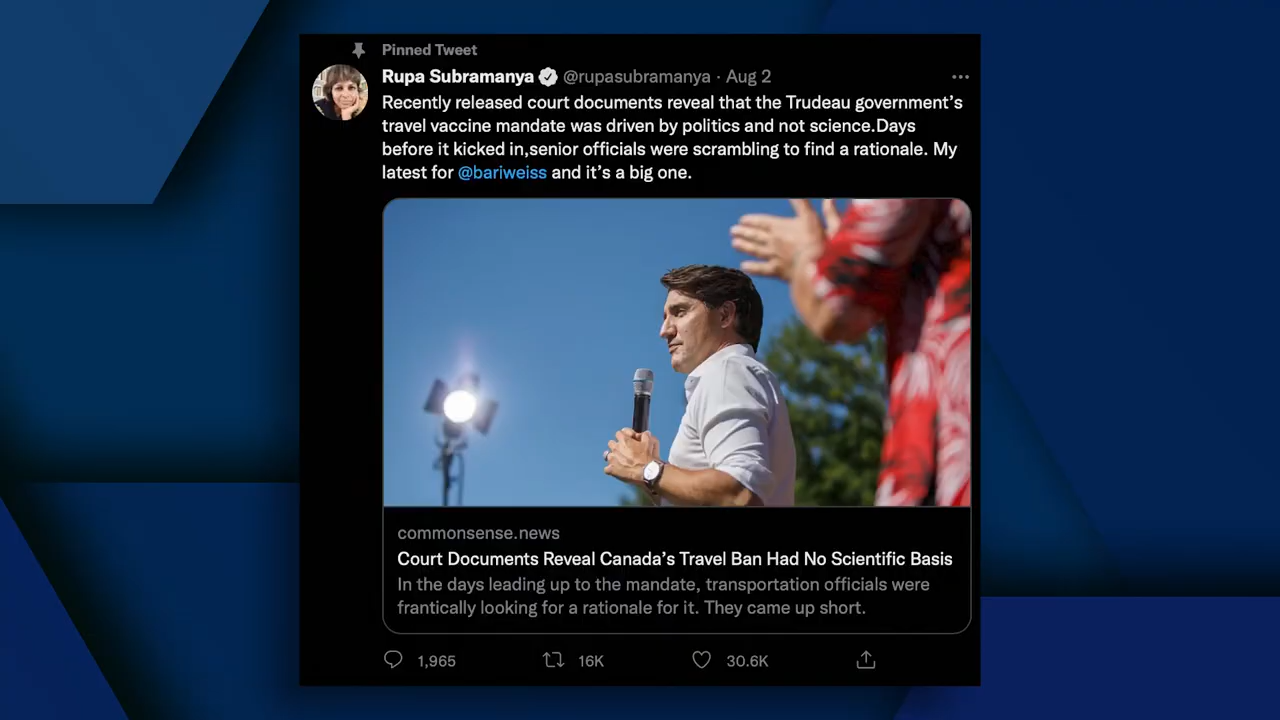 Pinned Tweet
Rupa Subramanya @rupasubramanya · Aug 2
Recently released court documents reveal that the Trudeau government’s
travel vaccine mandate was driven by politics and not science.Days
before it kicked in,senior officials were scrambling to find a rationale. My
latest for @bariweiss and it’s a big one.
commonsense.news
Court Documents Reveal Canada’s Travel Ban Had No Scientific Basis
In the days leading up to the mandate, transportation officials were
frantically looking for a rationale for it. They came up short.
1,965 16K 30.6K